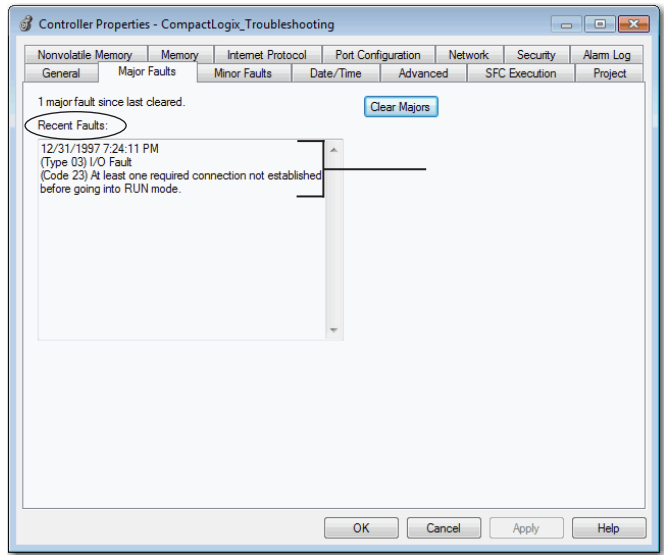 Controller Properties - CompactLogix_Troubleshooting
Nonvolatile Memory Memory Internet Protocol Port Configuration Network Security Alarm Log
General Major Faults Minor Faults Date/Time Advanced SFC Execution Project
1 major fault since last cleared.
Clear Majors
Recent Faults:
12/31/1997 7:24:11 PM
(Type 03) I/O Fault
(Code 23) At least one required connection not established
before going into RUN mode.
OK Cancel Apply Help